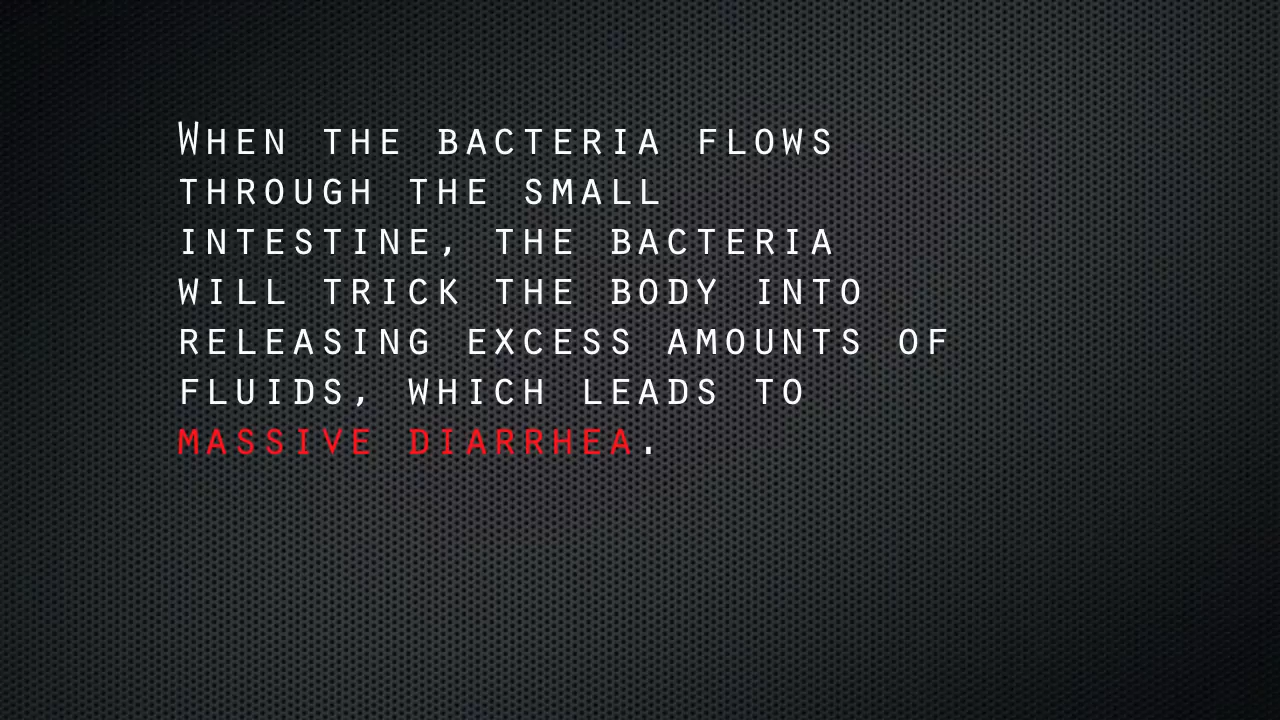 When the bacteria flows
through the small
intestine, the bacteria
will trick the body into
releasing excess amounts of
fluids, which leads to
massive diarrhea.